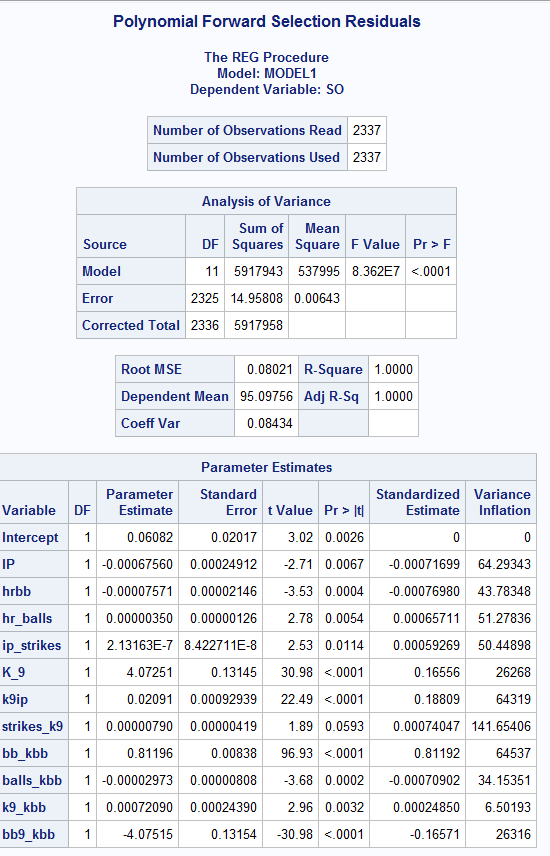 Polynomial Forward Selection Residuals
The REG Procedure
Model: MODEL1
Dependent Variable: SO
Number of Observations Read 2337
Number of Observations Used 2337
Analysis of Variance
Source DF Sum of Squares Mean Square F Value Pr > F
Model 11 5917943 537995 8.362E7 <.0001
Error 2325 14.95808 0.00643
Corrected Total 2336 5917958
Root MSE 0.08021 R-Square 1.0000
Dependent Mean 95.09756 Adj R-Sq 1.0000
Coeff Var 0.08434
Parameter Estimates
Variable DF Parameter Estimate Standard Error t Value Pr > |t| Standardized Estimate Variance Inflation
Intercept 1 0.06082 0.02017 3.02 0.0026 0 0
IP 1 -0.00067560 0.00024912 -2.71 0.0067 -0.00071699 64.29343
hrbb 1 -0.00007571 0.00002146 -3.53 0.0004 -0.00076980 43.78348
hr_balls 1 0.00000350 0.00000126 2.78 0.0054 0.00065711 51.27836
ip_strikes 1 2.13163E-7 8.422711E-8 2.53 0.0114 0.00059269 50.44898
K_9 1 4.07251 0.13145 30.98 <.0001 0.16556 26268
k9ip 1 0.02091 0.00092939 22.49 <.0001 0.18809 64319
strikes_k9 1 0.00000790 0.00000419 1.89 0.0593 0.00074047 141.65406
bb_kbb 1 0.81196 0.00838 96.93 <.0001 0.81192 64537
balls_kbb 1 -0.00002973 0.00000808 -3.68 0.0002 -0.00070902 34.15351
k9_kbb 1 0.00072090 0.00024390 2.96 0.0032 0.00024850 6.50193
bb9_kbb 1 -4.07515 0.13154 -30.98 <.0001 -0.16571 26316